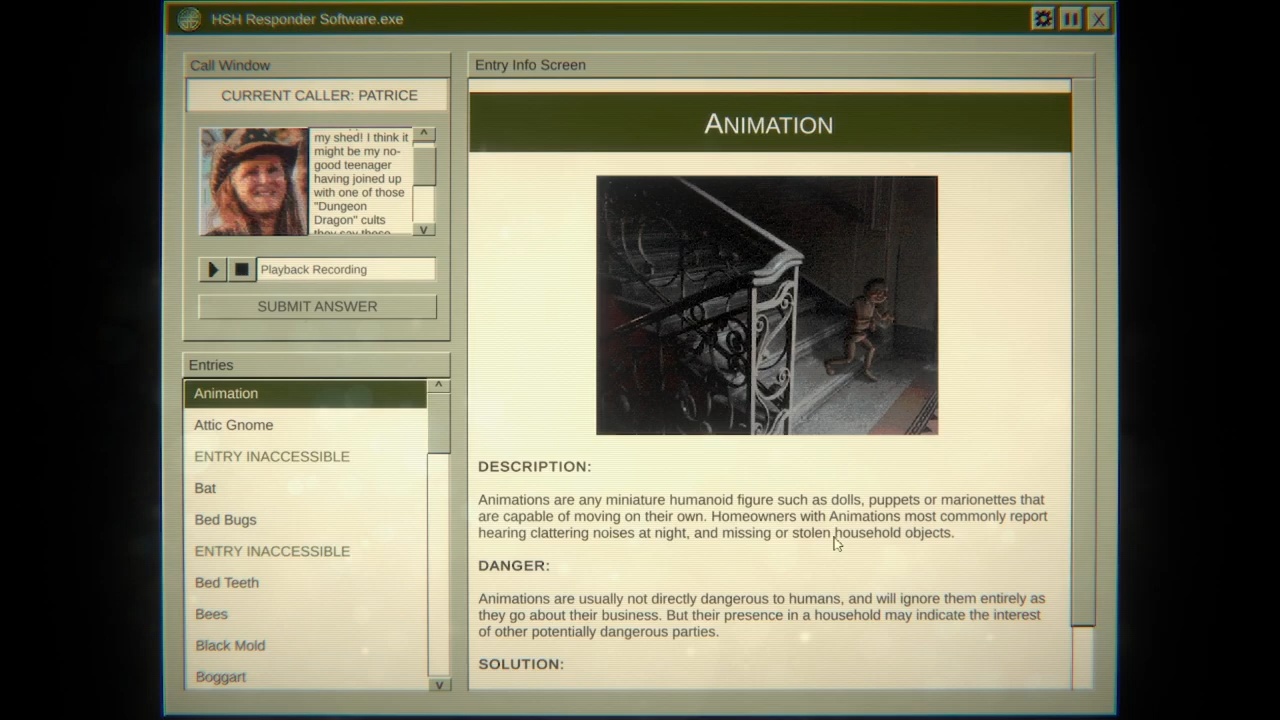 HSH Responder Software.exe
X
Call Window
CURRENT CALLER: PATRICE
my shed! I think it
might be my no-
good teenager
having joined up
with one of those
"Dungeon
Dragon" cults
they say those
Playback Recording
SUBMIT ANSWER
Entries
Animation
Attic Gnome
ENTRY INACCESSIBLE
Bat
Bed Bugs
ENTRY INACCESSIBLE
Bed Teeth
Bees
Black Mold
Boggart
Entry Info Screen
ANIMATION
DESCRIPTION:
Animations are any miniature humanoid figure such as dolls, puppets or marionettes that
are capable of moving on their own. Homeowners with Animations most commonly report
hearing clattering noises at night, and missing or stolen household objects.
DANGER:
Animations are usually not directly dangerous to humans, and will ignore them entirely as
they go about their business. But their presence in a household may indicate the interest
of other potentially dangerous parties.
SOLUTION: